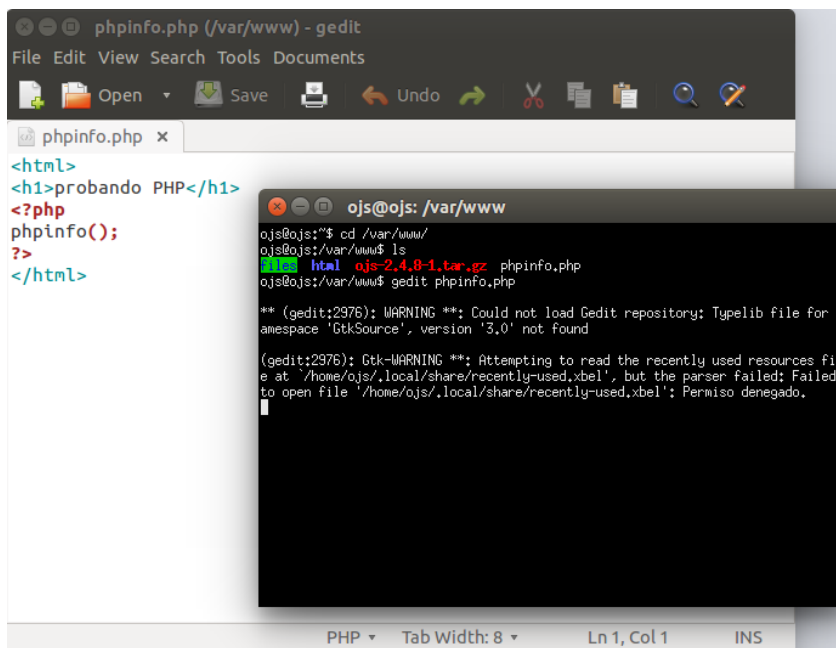 phpinfo.php (/var/www) - gedit
File Edit View Search Tools Documents
Open Save Undo
phpinfo.php ×
<html>
<h1>probando PHP</h1>
<?php
phpinfo();
?>
</html>
ojs@ojs: /var/www
ojs@ojs:~$ cd /var/www/
ojs@ojs:/var/www$ ls
files html ojs-2.4.8-1.tar.gz phpinfo.php
ojs@ojs:/var/www$ gedit phpinfo.php
** (gedit:2976): WARNING **: Could not load Gedit repository: Typelib file for
amespace 'GtkSource', version '3.0' not found
(gedit:2976): Gtk-WARNING **: Attempting to read the recently used resources fi
e at `/home/ojs/.local/share/recently-used.xbel', but the parser failed: Failed
to open file '/home/ojs/.local/share/recently-used.xbel': Permiso denegado.
PHP Tab Width: 8 Ln 1, Col 1 INS